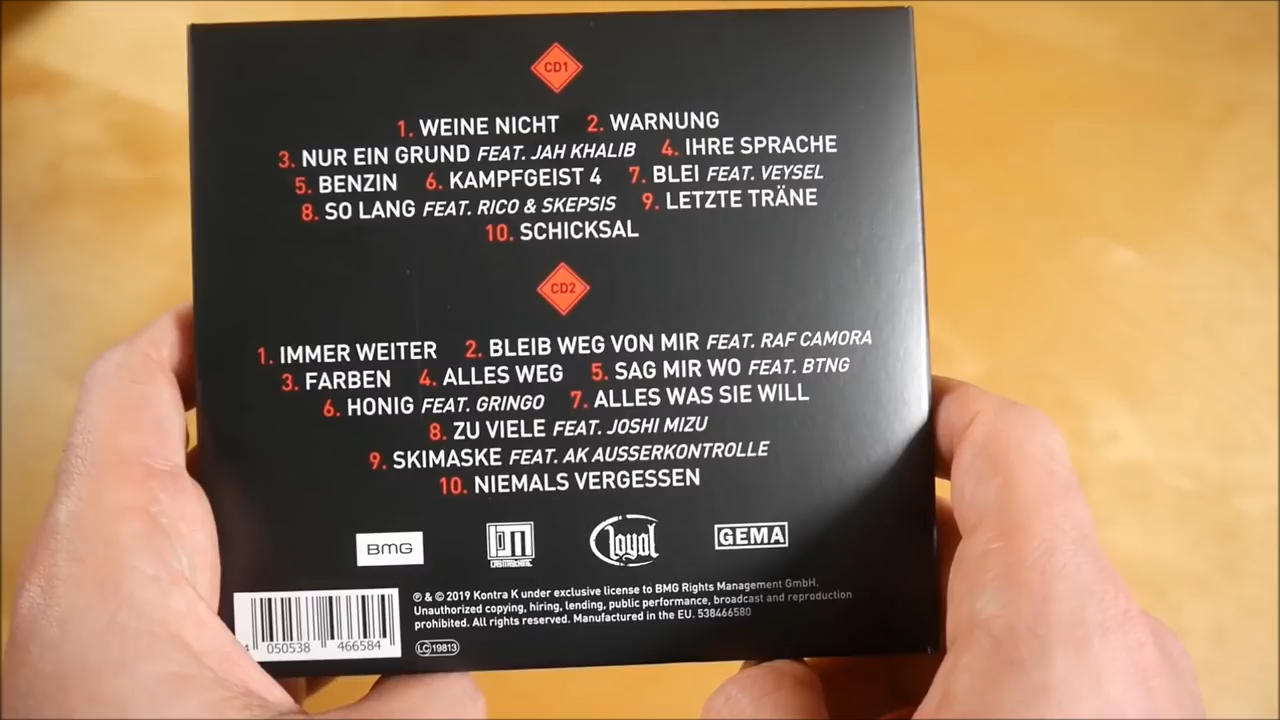 CD1
1. WEINE NICHT 2. WARNUNG
3. NUR EIN GRUND FEAT. JAH KHALIB 4. IHRE SPRACHE
5. BENZIN 6. KAMPFGEIST 4 7. BLEI FEAT. VEYSEL
8. SO LANG FEAT. RICO & SKEPSIS 9. LETZTE TRÄNE
10. SCHICKSAL
CD2
1. IMMER WEITER 2. BLEIB WEG VON MIR FEAT. RAF CAMORA
3. FARBEN 4. ALLES WEG 5. SAG MIR WO FEAT. BTNG
6. HONIG FEAT. GRINGO 7. ALLES WAS SIE WILL
8. ZU VIELE FEAT. JOSHI MIZU
9. SKIMASKE FEAT. AK AUSSERKONTROLLE
10. NIEMALS VERGESSEN
BMG Loyal GEMA
℗ & © 2019 Kontra K under exclusive license to BMG Rights Management GmbH.
Unauthorized copying, hiring, lending, public performance, broadcast and reproduction
prohibited. All rights reserved. Manufactured in the EU. 538466580
4 050538 466584
LC 19813